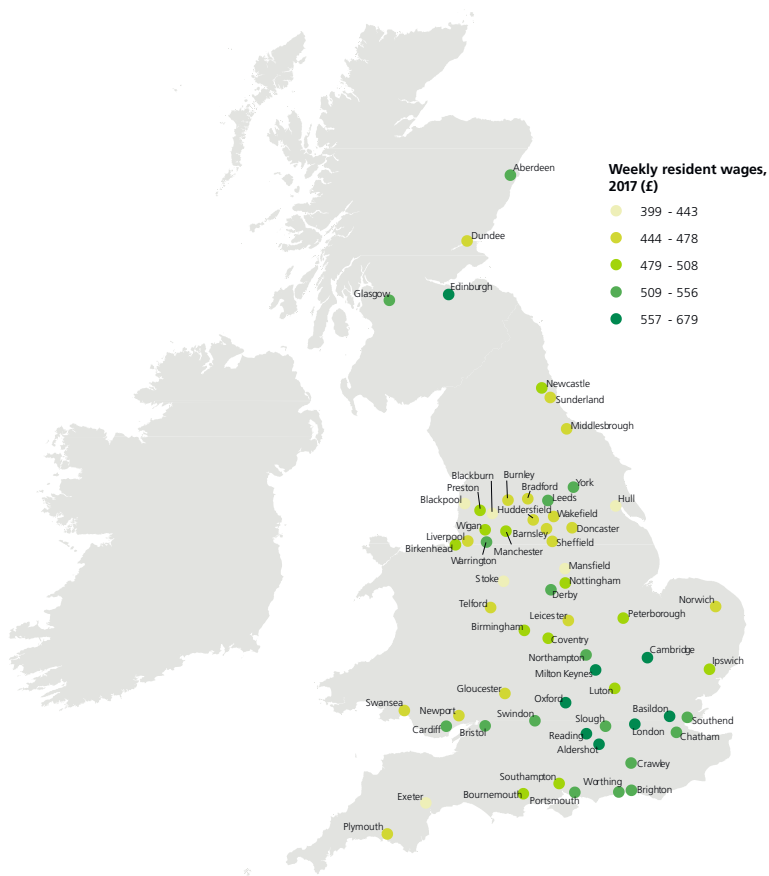 Aberdeen
Weekly resident wages,
2017 (£)
399 - 443
444 - 478
479 - 508
509 - 556
557 - 679
Dundee
Edinburgh
Glasgow
Newcastle
Sunderland
Middlesbrough
Blackburn
Burnley
Preston
Bradford
York
Blackpool
Leeds
Hull
Huddersfield
Wakefield
Wigan
Doncaster
Liverpool
Barnsley
Birkenhead
Sheffield
Manchester
Warrington
Mansfield
Stoke
Nottingham
Derby
Telford
Norwich
Leicester
Peterborough
Birmingham
Coventry
Cambridge
Northampton
Ipswich
Milton Keynes
Gloucester
Luton
Oxford
Swansea
Newport
Swindon
Slough
Basildon
Southend
Cardiff
Bristol
London
Reading
Chatham
Aldershot
Crawley
Southampton
Worthing
Brighton
Exeter
Bournemouth
Portsmouth
Plymouth